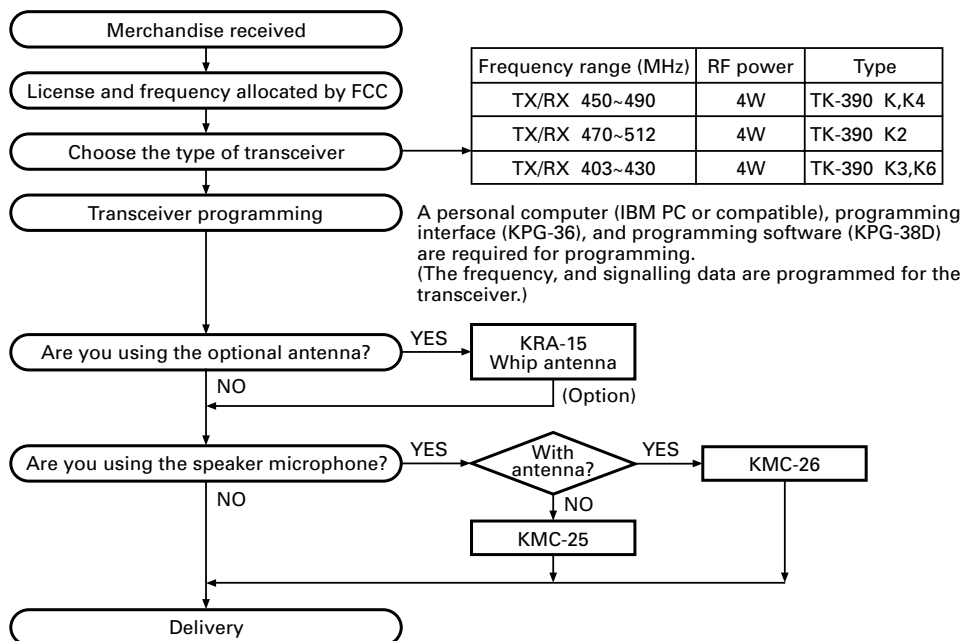 Merchandise received
License and frequency allocated by FCC
Choose the type of transceiver
Frequency range (MHz) RF power Type
TX/RX 450~490 4W TK-390 K,K4
TX/RX 470~512 4W TK-390 K2
TX/RX 403~430 4W TK-390 K3,K6
Transceiver programming
A personal computer (IBM PC or compatible), programming
interface (KPG-36), and programming software (KPG-38D)
are required for programming.
(The frequency, and signalling data are programmed for the
transceiver.)
Are you using the optional antenna?
YES
KRA-15
Whip antenna
NO
(Option)
Are you using the speaker microphone?
YES
With
antenna?
YES
KMC-26
NO
NO
KMC-25
Delivery